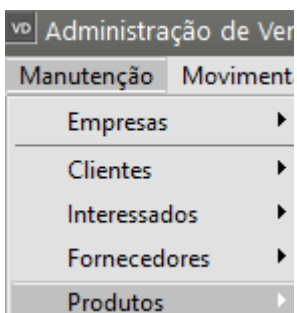 VD Administração de Ver
Manutenção Moviment
Empresas
Clientes
Interessados
Fornecedores
Produtos